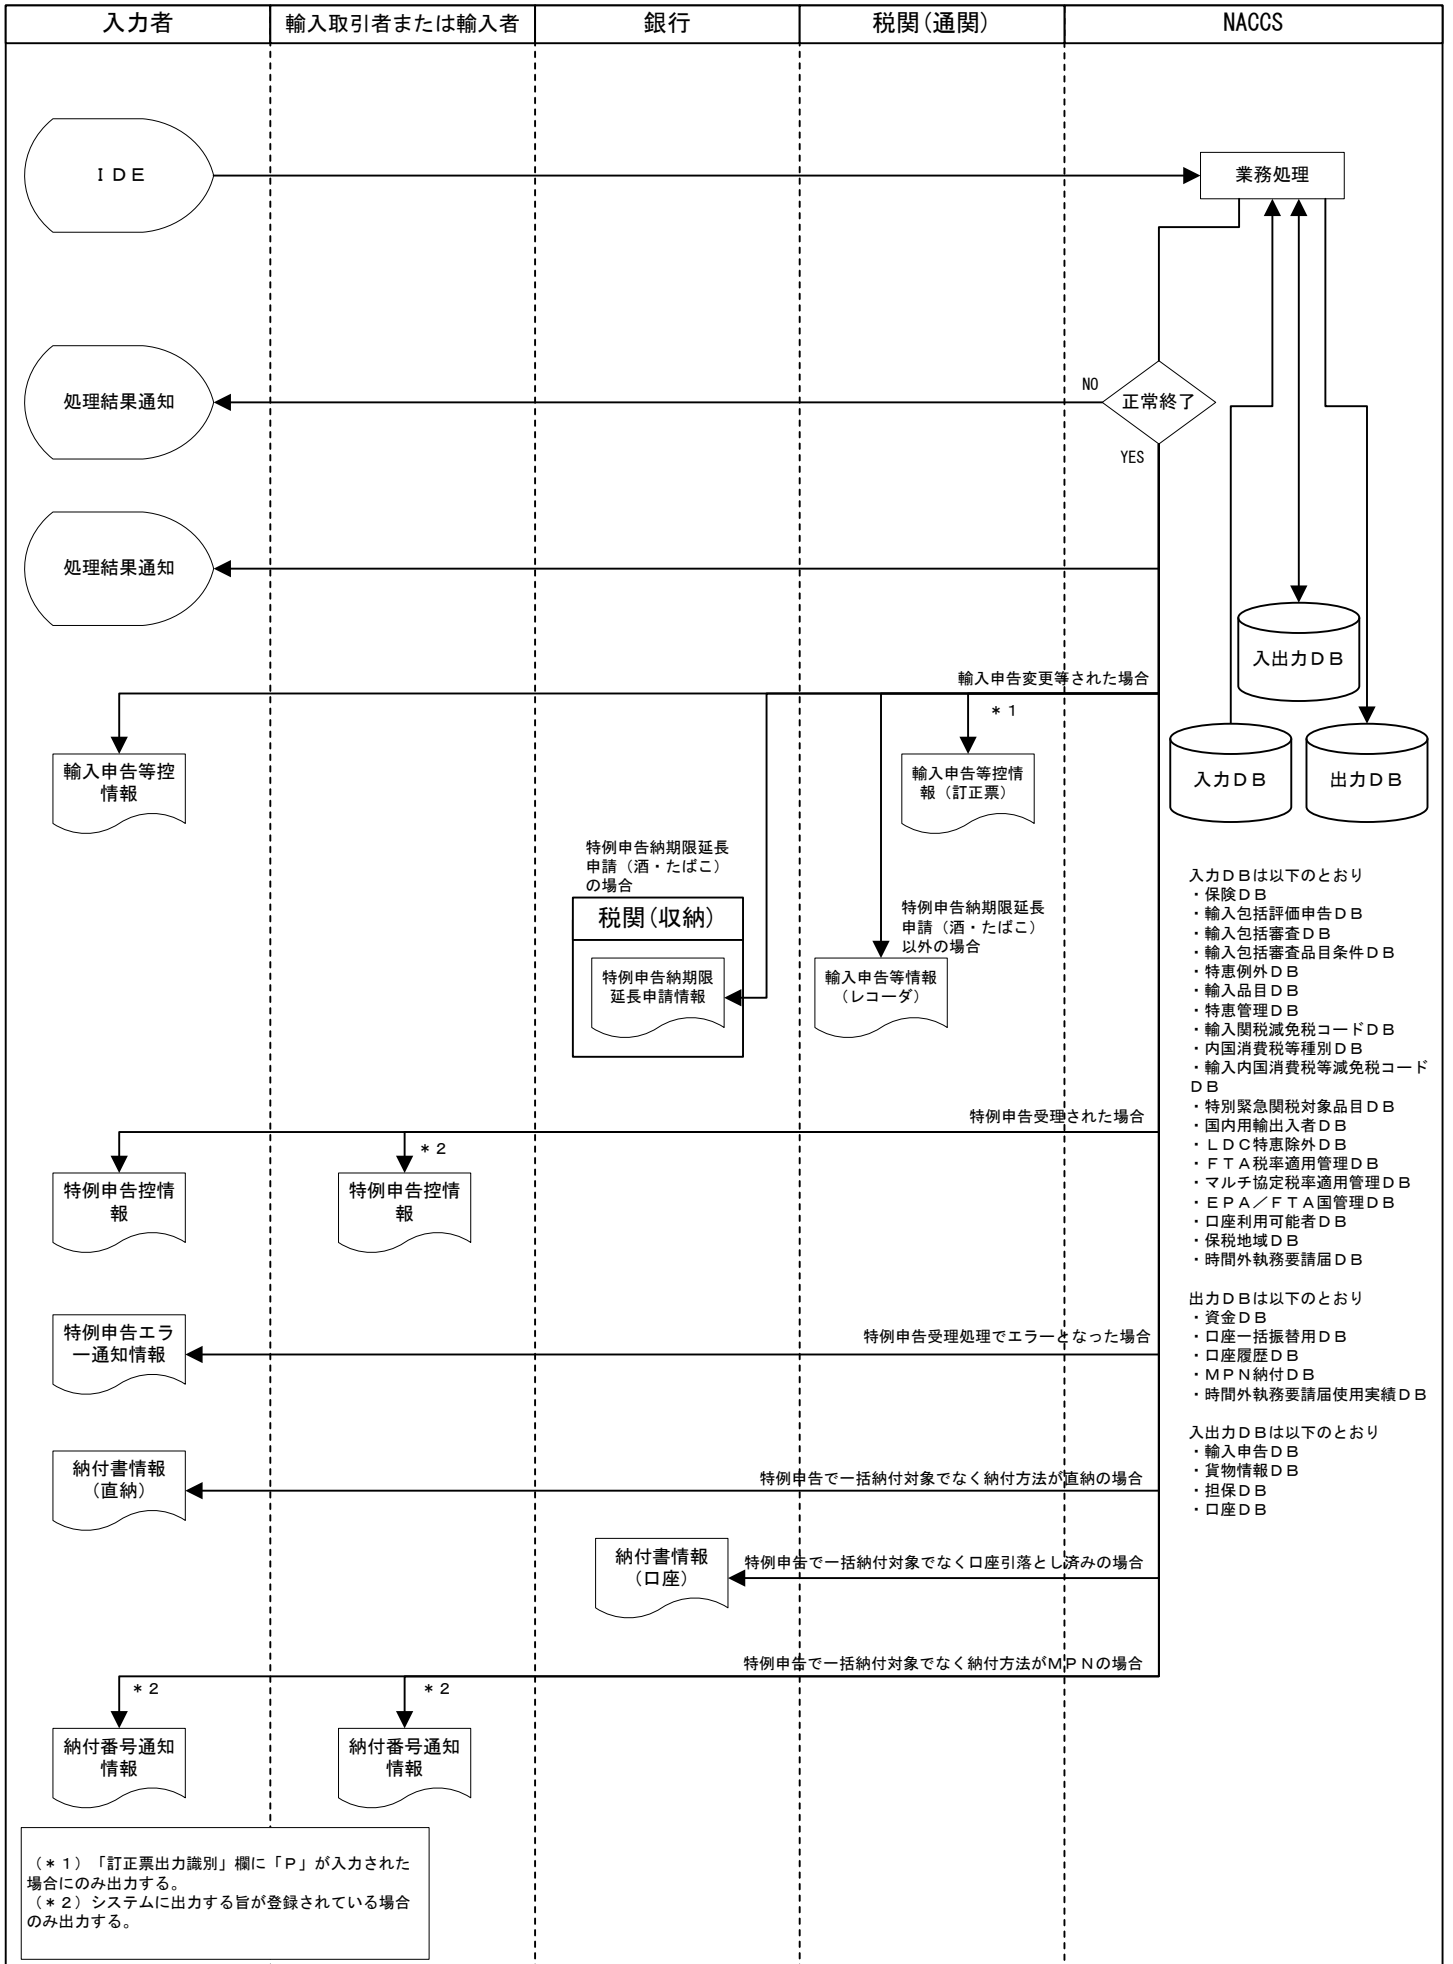 入力者
輸入取引者または輸入者
銀行
税関(通関)
NACCS
ＩＤＥ
業務処理
処理結果通知
NO
正常終了
YES
処理結果通知
入出力ＤＢ
入力ＤＢ
出力ＤＢ
輸入申告変更等された場合
＊１
輸入申告等控
情報
輸入申告等控情
報（訂正票）
特例申告納期限延長
申請（酒・たばこ）
の場合
税関(収納)
特例申告納期限
延長申請情報
特例申告納期限延長
申請（酒・たばこ）
以外の場合
輸入申告等情報
（レコーダ）
入力ＤＢは以下のとおり
・保険ＤＢ
・輸入包括評価申告ＤＢ
・輸入包括審査ＤＢ
・輸入包括審査品目条件ＤＢ
・特恵例外ＤＢ
・輸入品目ＤＢ
・特恵管理ＤＢ
・輸入関税減免税コードＤＢ
・内国消費税等種別ＤＢ
・輸入内国消費税等減免税コード
ＤＢ
・特別緊急関税対象品目ＤＢ
・国内用輸出入者ＤＢ
・ＬＤＣ特恵除外ＤＢ
・ＦＴＡ税率適用管理ＤＢ
・マルチ協定税率適用管理ＤＢ
・ＥＰＡ／ＦＴＡ国管理ＤＢ
・口座利用可能者ＤＢ
・保税地域ＤＢ
・時間外執務要請届ＤＢ
出力ＤＢは以下のとおり
・資金ＤＢ
・口座一括振替用ＤＢ
・口座履歴ＤＢ
・ＭＰＮ納付ＤＢ
・時間外執務要請届使用実績ＤＢ
入出力ＤＢは以下のとおり
・輸入申告ＤＢ
・貨物情報ＤＢ
・担保ＤＢ
・口座ＤＢ
特例申告受理された場合
＊２
特例申告控情
報
特例申告控情
報
特例申告受理処理でエラーとなった場合
特例申告エラ
ー通知情報
特例申告で一括納付対象でなく納付方法が直納の場合
納付書情報
（直納）
特例申告で一括納付対象でなく口座引落とし済みの場合
納付書情報
（口座）
特例申告で一括納付対象でなく納付方法がＭＰＮの場合
＊２
＊２
納付番号通知
情報
納付番号通知
情報
（＊１）「訂正票出力識別」欄に「Ｐ」が入力された
場合にのみ出力する。
（＊２）システムに出力する旨が登録されている場合
のみ出力する。